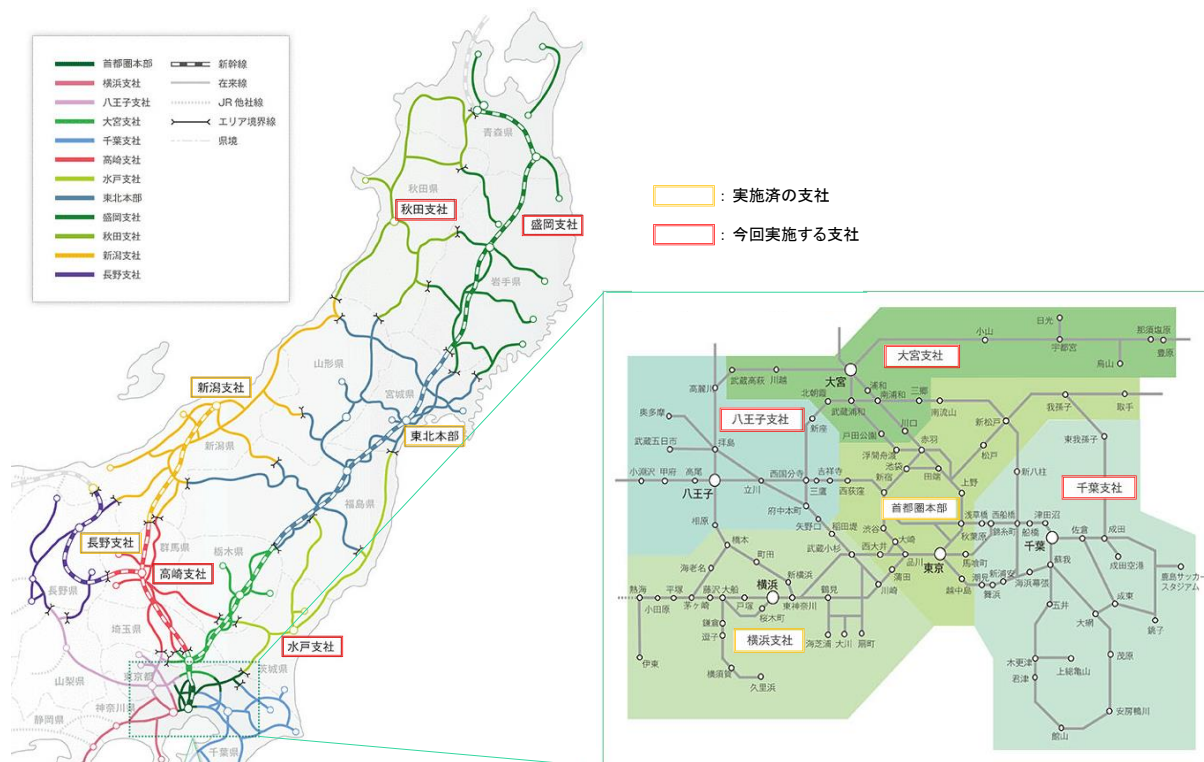 首都圏本部
横浜支社
八王子支社
大宮支社
千葉支社
高崎支社
水戸支社
東北本部
盛岡支社
秋田支社
新潟支社
長野支社
新幹線
在来線
JR 他社線
エリア境界線
県境
青森県
秋田県
秋田支社
盛岡支社
岩手県
山形県
宮城県
新潟支社
東北本部
新潟県
福島県
長野支社
群馬県
栃木県
高崎支社
長野県
埼玉県
水戸支社
茨城県
東京都
山梨県
神奈川県
静岡県
千葉県
：実施済の支社
：今回実施する支社
日光
小山
那須塩原
宇都宮
豊原
烏山
大宮支社
大宮
武蔵高萩
川越
高麗川
浦和
南浦和
三郷
北朝霞
武蔵浦和
南流山
我孫子
取手
奥多摩
八王子支社
新座
戸田公園
川口
新松戸
武蔵五日市
拝島
浮間舟渡
赤羽
松戸
東我孫子
池袋
田端
新八柱
小淵沢
甲府
高尾
西国分寺
吉祥寺
新宿
八王子
立川
三鷹
西荻窪
上野
千葉支社
府中本町
首都圏本部
浅草橋
西船橋
津田沼
相原
矢野口
稲田堤
渋谷
秋葉原
錦糸町
船橋
千葉
佐倉
成田
橋本
武蔵小杉
西大井
大崎
品川
東京
馬喰町
蘇我
成田空港
町田
海老名
新横浜
蒲田
潮見
新浦安
海浜幕張
鹿島サッカー
スタジアム
熱海
平塚
藤沢
大船
横浜
鶴見
川崎
越中島
舞浜
五井
成東
小田原
茅ヶ崎
戸塚
桜木町
東神奈川
大網
銚子
鎌倉
逗子
横浜支社
海芝浦
大川
扇町
伊東
横須賀
久里浜
木更津
君津
上総亀山
茂原
安房鴨川
館山